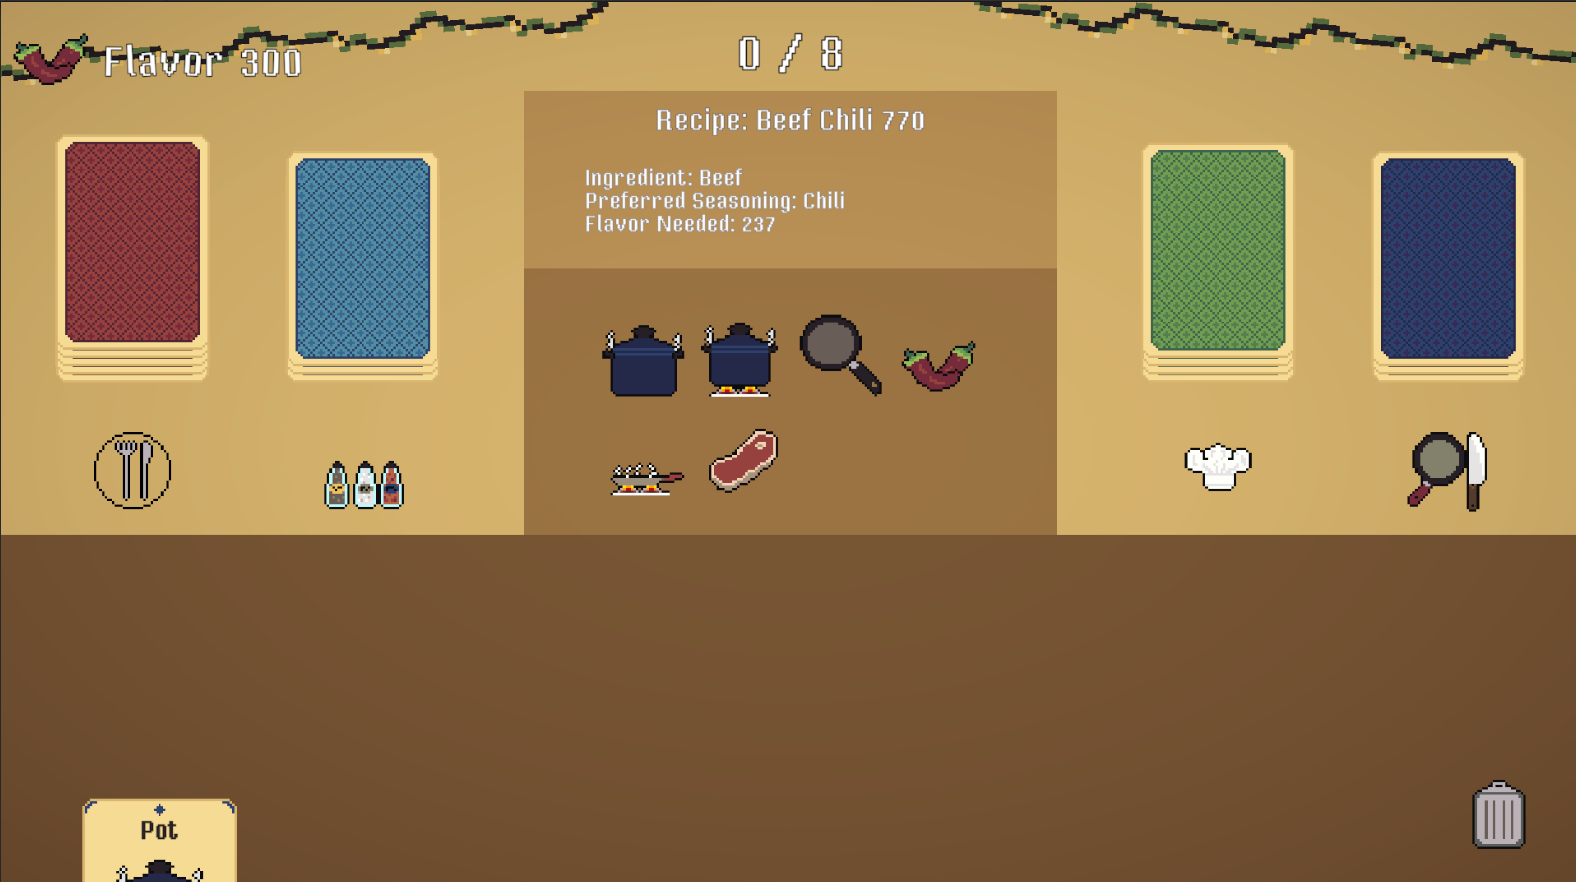 Flavor 300
0 / 8
Recipe: Beef Chili 770
Ingredient: Beef
Preferred Seasoning: Chili
Flavor Needed: 237
Pot